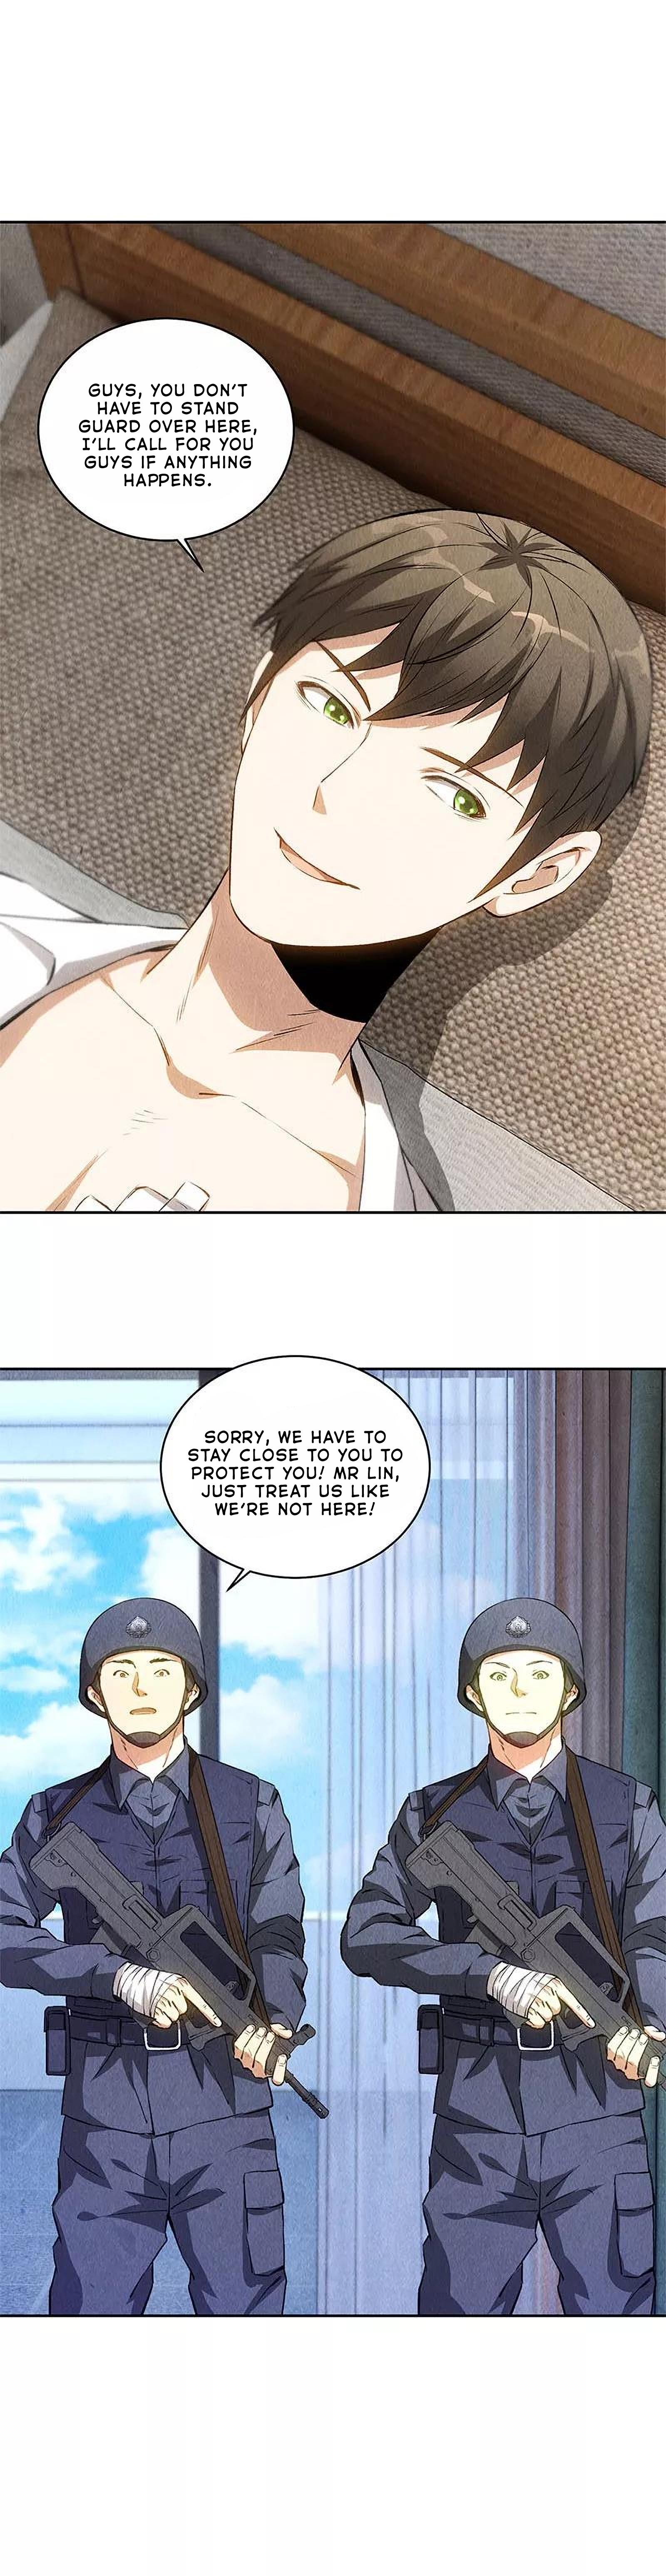 GUYS, YOU DON'T
HAVE TO STAND
GUARD OVER HERE,
I'LL CALL FOR YOU
GUYS IF ANYTHING
HAPPENS.
SORRY, WE HAVE TO
STAY CLOSE TO YOU TO
PROTECT YOU! MR LIN,
JUST TREAT US LIKE
WE'RE NOT HERE!